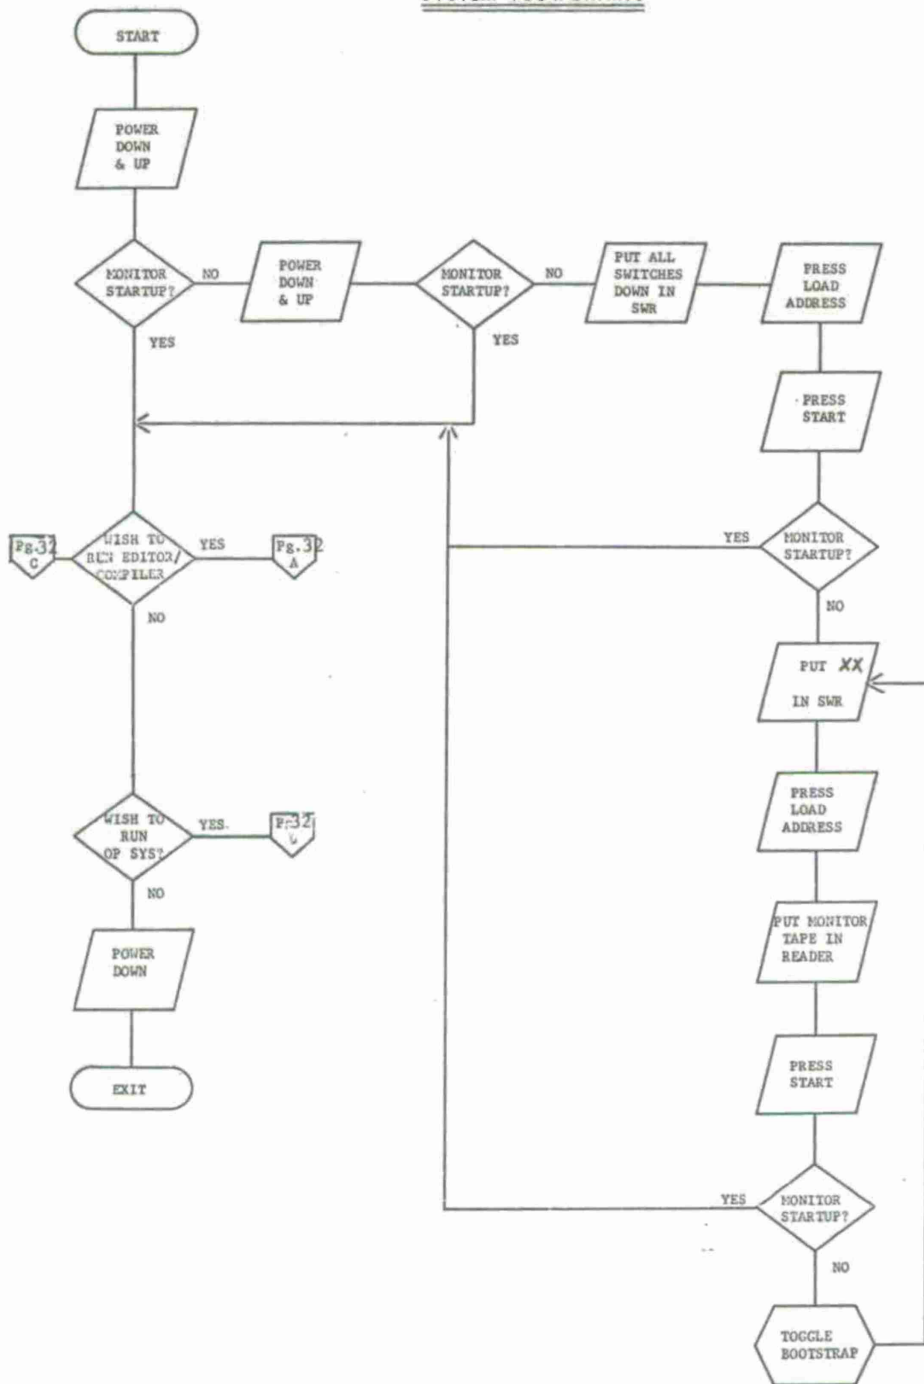 START
POWER
DOWN
& UP
MONITOR
STARTUP?
NO
POWER
DOWN
& UP
MONITOR
STARTUP?
NO
PUT ALL
SWITCHES
DOWN IN
SWR
PRESS
LOAD
ADDRESS
YES
YES
PRESS
START
Pg.32
C
WISH TO
RUN EDITOR/
COMPILER
YES
Pg.32
A
NO
YES
MONITOR
STARTUP?
NO
PUT XX
IN SWR
WISH TO
RUN
OP SYS?
YES.
PRESS
LOAD
ADDRESS
NO
POWER
DOWN
PUT MONITOR
TAPE IN
READER
EXIT
PRESS
START
YES
MONITOR
STARTUP?
NO
TOGGLE
BOOTSTRAP